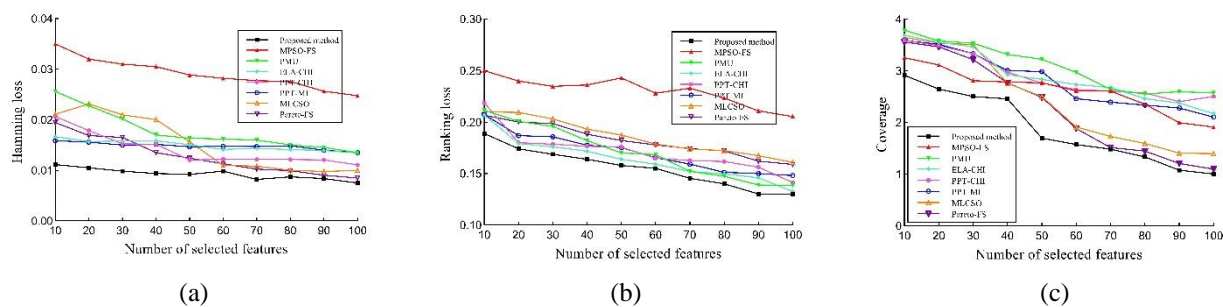 0.04
0.03
0.02
0.01
0.00
Hamming loss
Proposed method
MPSO-FS
PMU
ELA-CHI
PPT-CHI
PPT-MI
MLCSO
Pareto-FS
10 20 30 40 50 60 70 80 90 100
Number of selected features
(a)
0.30
0.25
0.20
0.15
0.10
Ranking loss
Proposed method
MPSO-FS
PMU
ELA-CHI
PPT-CHI
PPT-MI
MLCSO
Pareto-FS
10 20 30 40 50 60 70 80 90 100
Number of selected features
(b)
4
3
2
1
0
Coverage
Proposed method
MPSO-FS
PMU
ELA-CHI
PPT-CHI
PPT-MI
MLCSO
Pareto-FS
10 20 30 40 50 60 70 80 90 100
Number of selected features
(c)